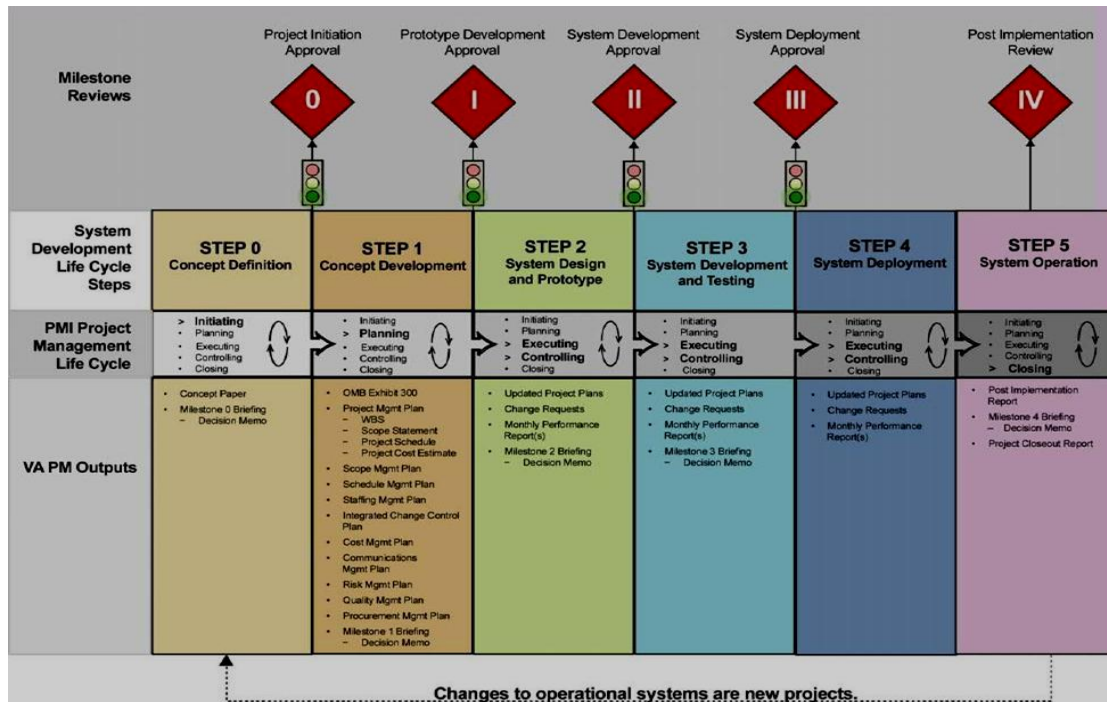 Project Initiation
Approval
Prototype Development
Approval
System Development
Approval
System Deployment
Approval
Post Implementation
Review
Milestone
Reviews
0
I
II
III
IV
System
Development
Life Cycle
Steps
STEP 0
Concept Definition
STEP 1
Concept Development
STEP 2
System Design
and Prototype
STEP 3
System Development
and Testing
STEP 4
System Deployment
STEP 5
System Operation
PMI Project
Management
Life Cycle
> Initiating
• Planning
• Executing
• Controlling
• Closing
• Initiating
> Planning
• Executing
• Controlling
• Closing
• Initiating
• Planning
> Executing
> Controlling
• Closing
• Initiating
• Planning
> Executing
> Controlling
• Closing
• Initiating
• Planning
> Executing
> Controlling
• Closing
• Initiating
• Planning
• Executing
• Controlling
> Closing
VA PM Outputs
• Concept Paper
• Milestone 0 Briefing
– Decision Memo
• OMB Exhibit 300
• Project Mgmt Plan
– WBS
– Scope Statement
– Project Schedule
– Project Cost Estimate
• Scope Mgmt Plan
• Schedule Mgmt Plan
• Staffing Mgmt Plan
• Integrated Change Control
Plan
• Cost Mgmt Plan
• Communications
Mgmt Plan
• Risk Mgmt Plan
• Quality Mgmt Plan
• Procurement Mgmt Plan
• Milestone 1 Briefing
– Decision Memo
• Updated Project Plans
• Change Requests
• Monthly Performance
Report(s)
• Milestone 2 Briefing
– Decision Memo
• Updated Project Plans
• Change Requests
• Monthly Performance
Report(s)
• Milestone 3 Briefing
– Decision Memo
• Updated Project Plans
• Change Requests
• Monthly Performance
Report(s)
• Post Implementation
Report
• Milestone 4 Briefing
– Decision Memo
• Project Closeout Report
Changes to operational systems are new projects.